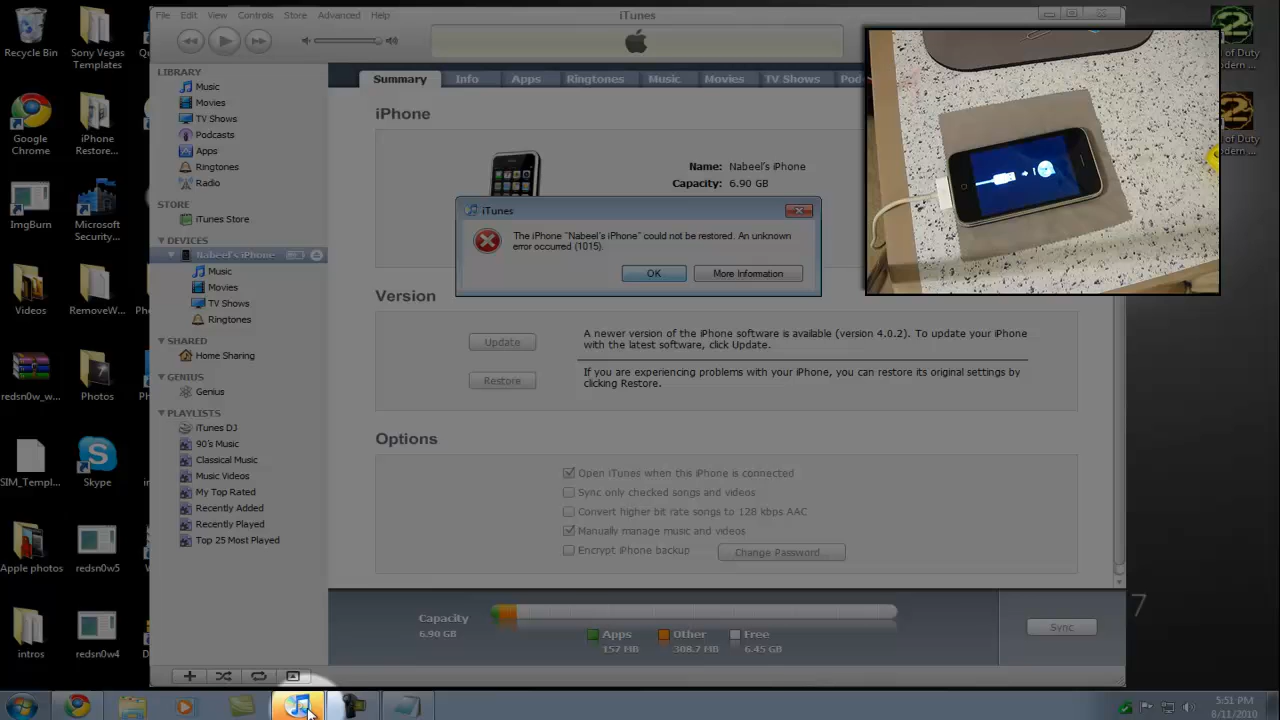 File Edit View Controls Store Advanced Help
iTunes
Recycle Bin
Sony Vegas Templates
Google Chrome
iPhone Restore...
ImgBurn
Microsoft Security...
Videos
RemoveW...
redsn0w_w...
Photos
SIM_Templ...
Skype
Apple photos
redsn0w5
intros
redsn0w4
LIBRARY
Music
Movies
TV Shows
Podcasts
Apps
Ringtones
Radio
STORE
iTunes Store
DEVICES
Nabeel's iPhone
Music
Movies
TV Shows
Ringtones
SHARED
Home Sharing
GENIUS
Genius
PLAYLISTS
iTunes DJ
90's Music
Classical Music
Music Videos
My Top Rated
Recently Added
Recently Played
Top 25 Most Played
Summary Info Apps Ringtones Music Movies TV Shows
iPhone
Name: Nabeel's iPhone
Capacity: 6.90 GB
iTunes
The iPhone "Nabeel's iPhone" could not be restored. An unknown
error occurred (1015).
OK More Information
Version
Update
A newer version of the iPhone software is available (version 4.0.2). To update your iPhone
with the latest software, click Update.
Restore
If you are experiencing problems with your iPhone, you can restore its original settings by
clicking Restore.
Options
Open iTunes when this iPhone is connected
Sync only checked songs and videos
Convert higher bit rate songs to 128 kbps AAC
Manually manage music and videos
Encrypt iPhone backup
Change Password...
Capacity
6.90 GB
Apps
157 MB
Other
308.7 MB
Free
6.45 GB
Sync
7
of Duty
Modern ...
of Duty
Modern ...
5:51 PM
8/11/2010